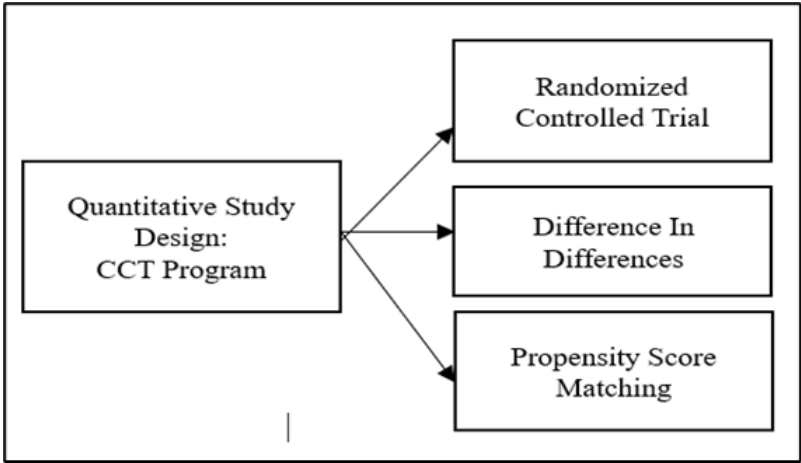 Quantitative Study
Design:
CCT Program
Randomized
Controlled Trial
Difference In
Differences
Propensity Score
Matching